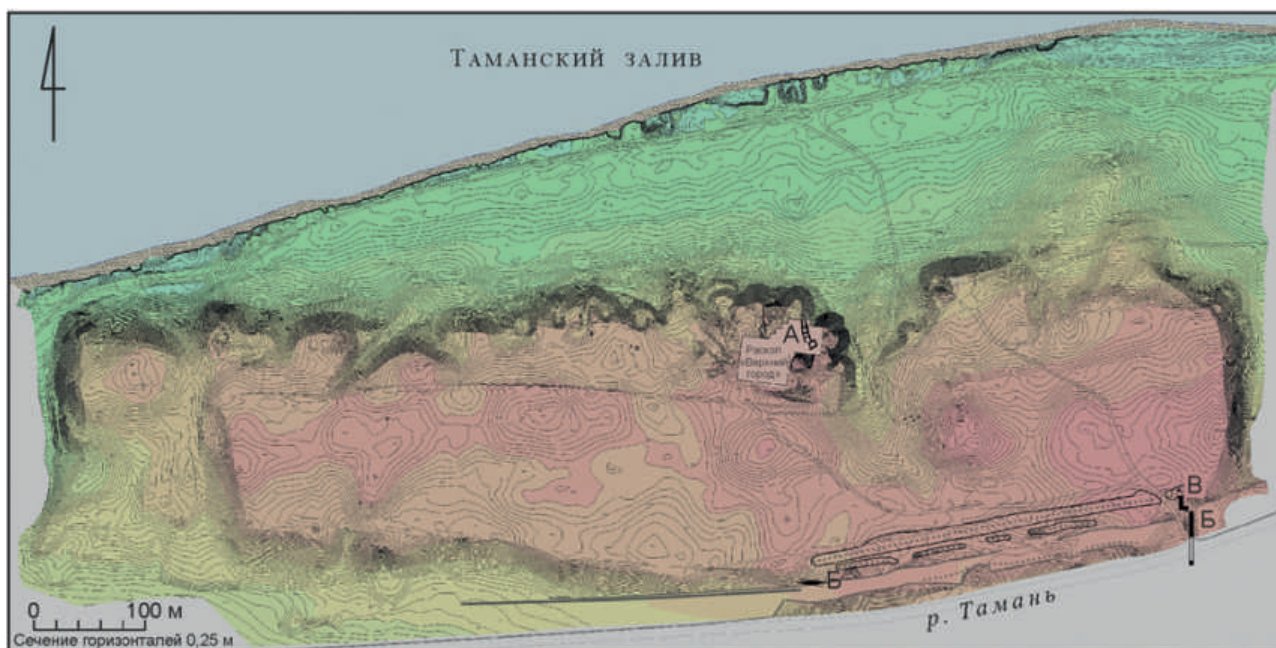 ТАМАНСКИЙ ЗАЛИВ
А
Раскоп
«Верхний
город»
В
Б
Б
р. Тамань
0 100 м
Сечение горизонталей 0,25 м